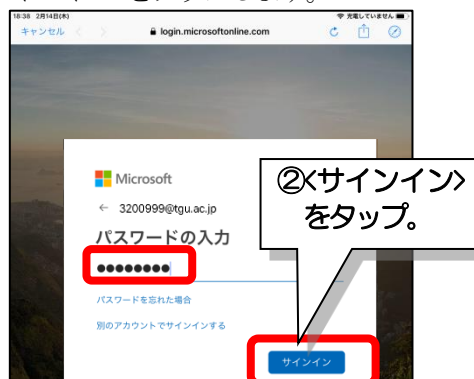 18:38 2月14日(木)
充電していません
キャンセル
login.microsoftonline.com
Microsoft
← 3200999@tgu.ac.jp
パスワードの入力
●●●●●●●●
パスワードを忘れた場合
別のアカウントでサインインする
サインイン
②<サインイン>
をタップ。